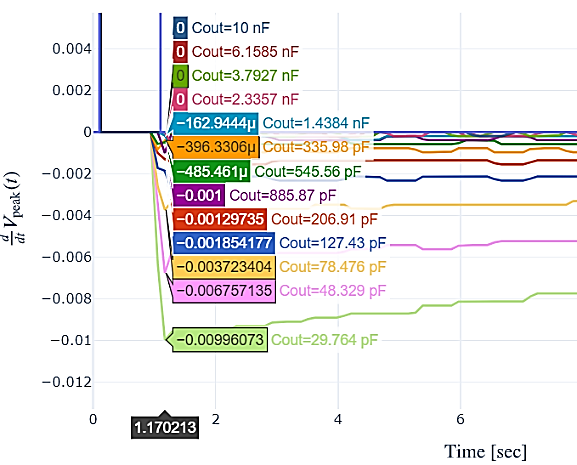 0 Cout=10 nF
0.004
0 Cout=6.1585 nF
0 Cout=3.7927 nF
0.002
0 Cout=2.3357 nF
−162.9444μ Cout=1.4384 nF
0
−396.3306μ Cout=335.98 pF
−485.461μ Cout=545.56 pF
−0.002
−0.001 Cout=885.87 pF
−0.00129735 Cout=206.91 pF
−0.004
−0.001854177 Cout=127.43 pF
−0.003723404 Cout=78.476 pF
−0.006
−0.006757135 Cout=48.329 pF
−0.008
−0.00996073 Cout=29.764 pF
−0.01
−0.012
d/dt Vpeak(t)
0 2 4 6
1.170213
Time [sec]